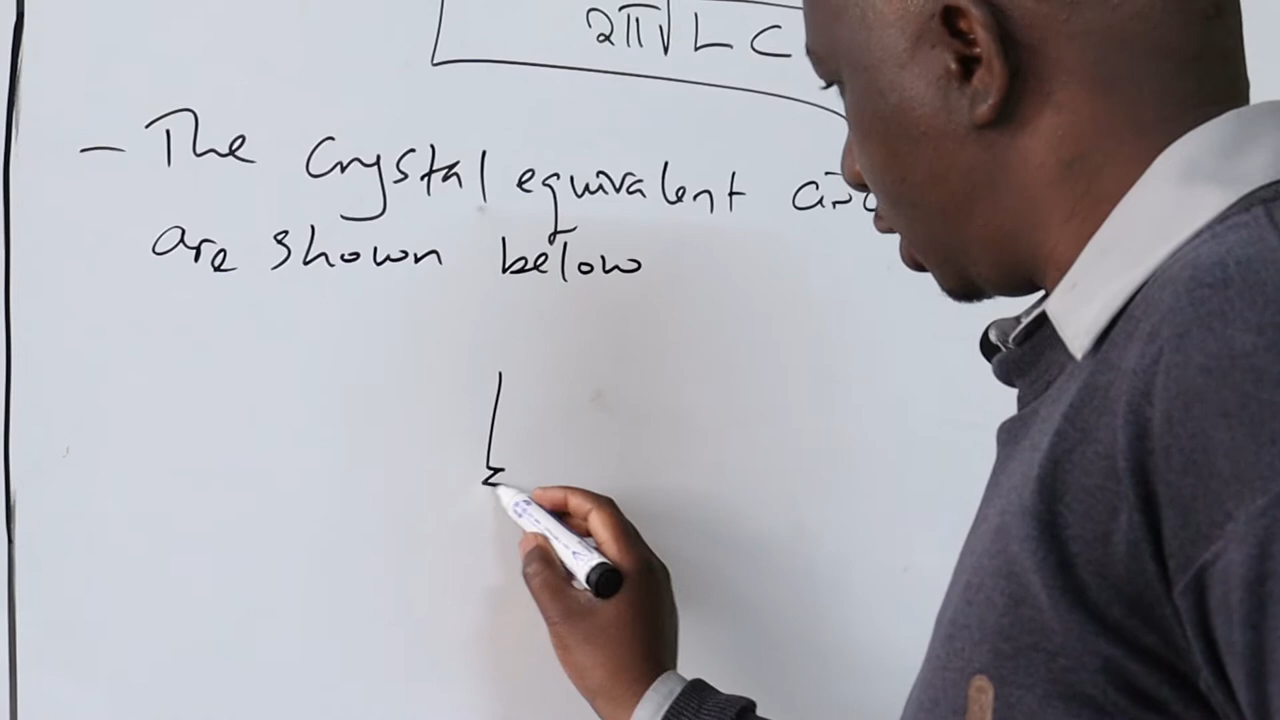 2π√LC
- The Crystal equivalent
are shown below